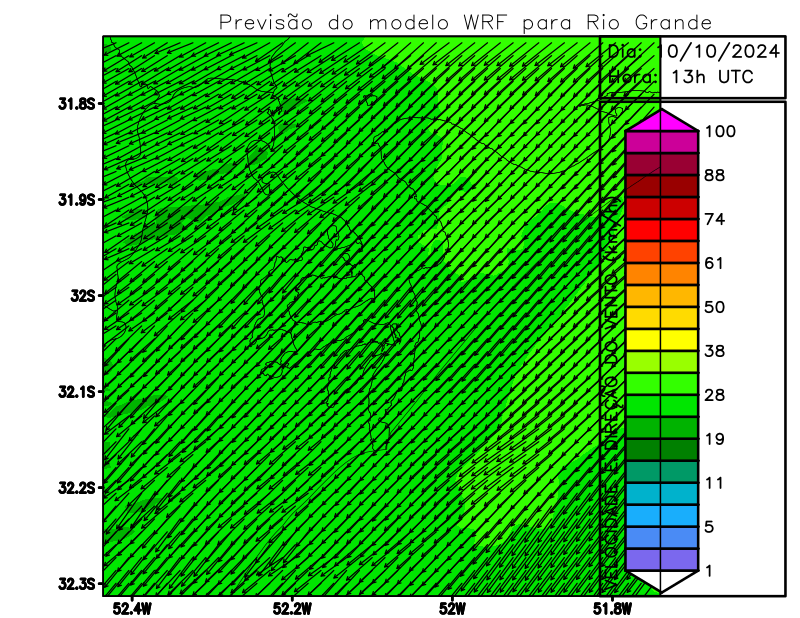 Previsão do modelo WRF para Rio Grande
Dia: 10/10/2024
Hora: 13h UTC
31.8S
31.9S
32S
32.1S
32.2S
32.3S
52.4W
52.2W
52W
51.8W
VELOCIDADE E DIREÇÃO DO VENTO (km/h)
100
88
74
61
50
38
28
19
11
5
1